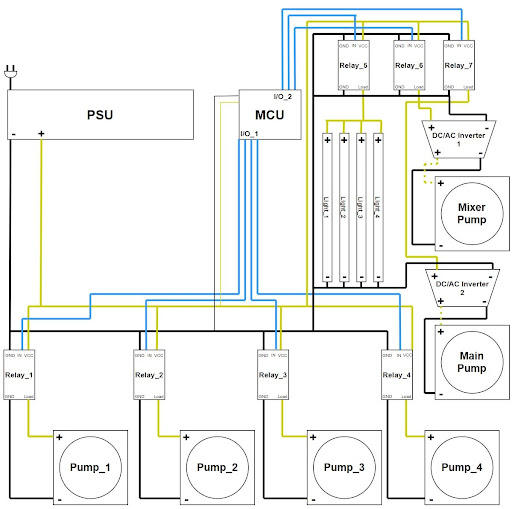 GND IN VCC
GND IN VCC
GND IN VCC
Relay_5
Relay_6
Relay_7
GND Load
GND Load
GND Load
I/O_2
PSU
MCU
- +
I/O_1
+ -
DC/AC Inverter
1
+ -
+ + + +
Light_1
Light_2
Light_3
Light_4
- - - -
+
Mixer
Pump
-
+ -
DC/AC Inverter
2
+ -
+
Main
Pump
-
GND IN VCC
GND IN VCC
GND IN VCC
GND IN VCC
Relay_1
Relay_2
Relay_3
Relay_4
GND Load
GND Load
GND Load
GND Load
+ + + +
Pump_1
Pump_2
Pump_3
Pump_4
- - - -